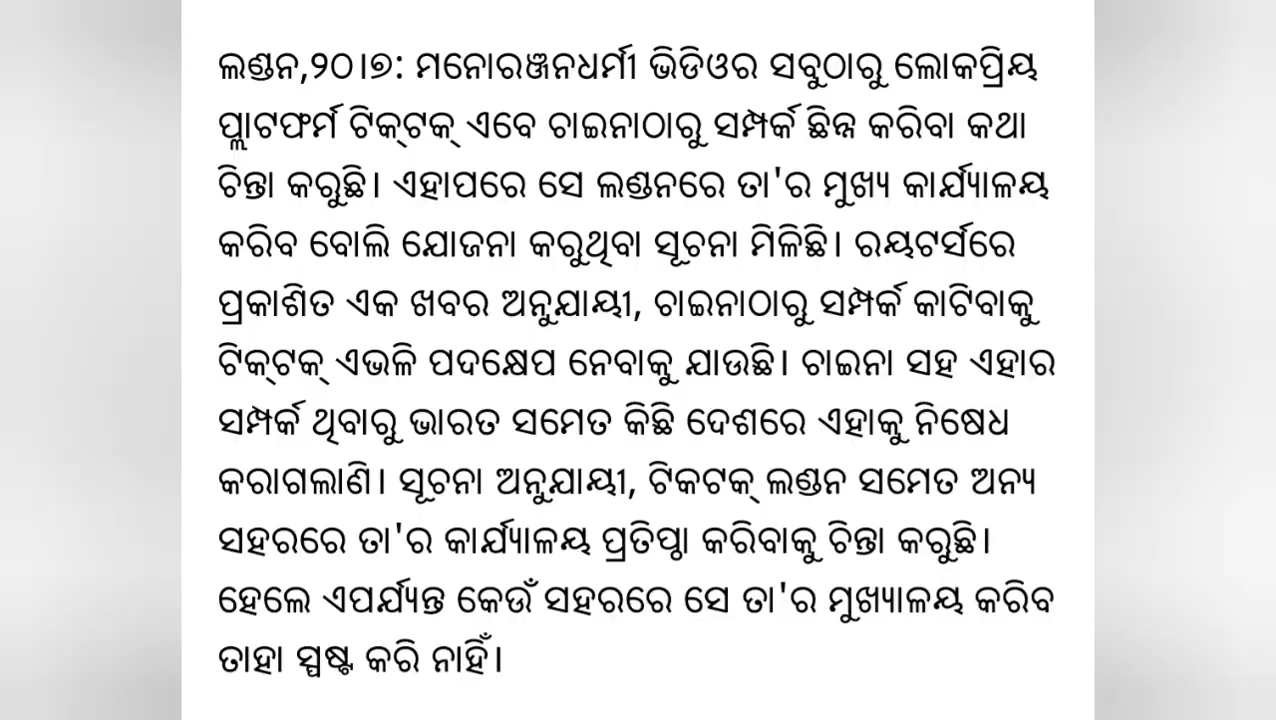 ଲଣ୍ଡନ,୨୦।୭: ମନୋରଞ୍ଜନଧର୍ମୀ ଭିଡିଓର ସବୁଠାରୁ ଲୋକପ୍ରିୟ
ପ୍ଲାଟଫର୍ମ ଟିକ୍‌ଟକ୍ ଏବେ ଚାଇନାଠାରୁ ସମ୍ପର୍କ ଛିନ୍ନ କରିବା କଥା
ଚିନ୍ତା କରୁଛି। ଏହାପରେ ସେ ଲଣ୍ଡନରେ ତା'ର ମୁଖ୍ୟ କାର୍ଯ୍ୟାଳୟ
କରିବ ବୋଲି ଯୋଜନା କରୁଥିବା ସୂଚନା ମିଳିଛି। ରୟଟର୍ସରେ
ପ୍ରକାଶିତ ଏକ ଖବର ଅନୁଯାୟୀ, ଚାଇନାଠାରୁ ସମ୍ପର୍କ କାଟିବାକୁ
ଟିକ୍‌ଟକ୍ ଏଭଳି ପଦକ୍ଷେପ ନେବାକୁ ଯାଉଛି। ଚାଇନା ସହ ଏହାର
ସମ୍ପର୍କ ଥିବାରୁ ଭାରତ ସମେତ କିଛି ଦେଶରେ ଏହାକୁ ନିଷେଧ
କରାଗଲାଣି। ସୂଚନା ଅନୁଯାୟୀ, ଟିକଟକ୍ ଲଣ୍ଡନ ସମେତ ଅନ୍ୟ
ସହରରେ ତା'ର କାର୍ଯ୍ୟାଳୟ ପ୍ରତିଷ୍ଠା କରିବାକୁ ଚିନ୍ତା କରୁଛି।
ହେଲେ ଏପର୍ଯ୍ୟନ୍ତ କେଉଁ ସହରରେ ସେ ତା'ର ମୁଖ୍ୟାଳୟ କରିବ
ତାହା ସ୍ପଷ୍ଟ କରି ନାହିଁ।